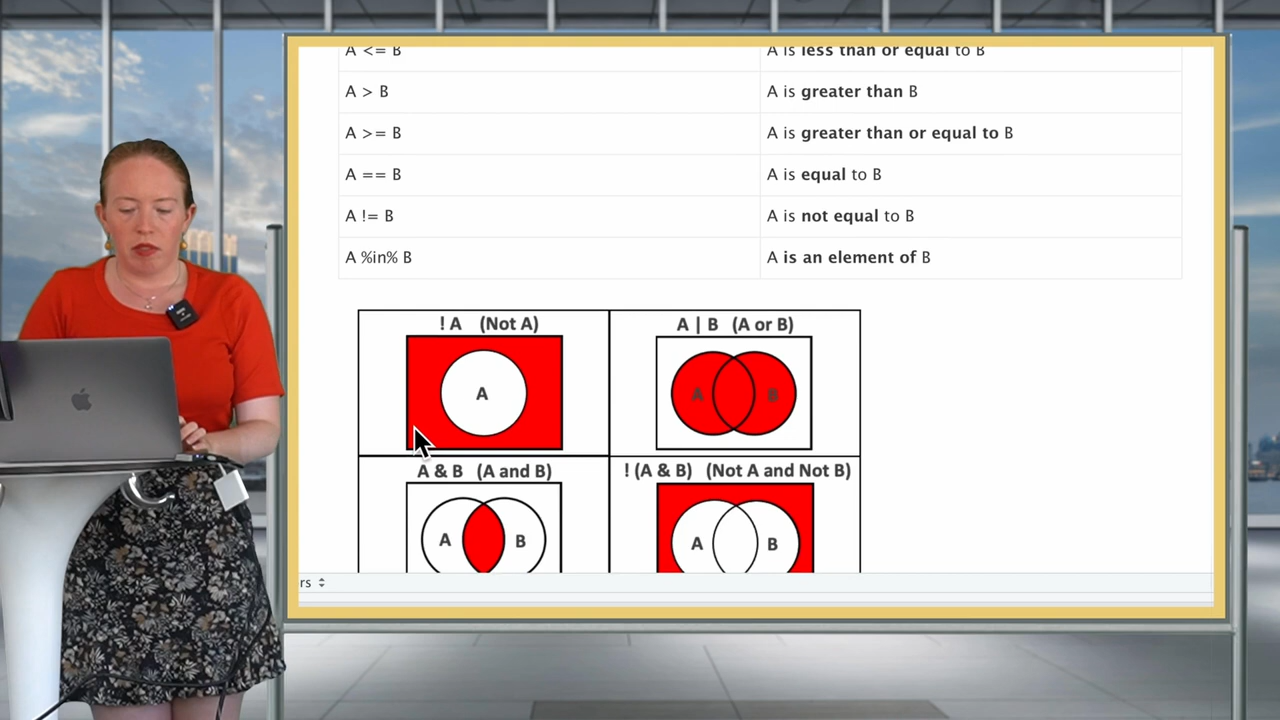 A <= B A is less than or equal to B
A > B A is greater than B
A >= B A is greater than or equal to B
A == B A is equal to B
A != B A is not equal to B
A %in% B A is an element of B
! A (Not A) A | B (A or B)
A A B
A & B (A and B) ! (A & B) (Not A and Not B)
A B A B
rs